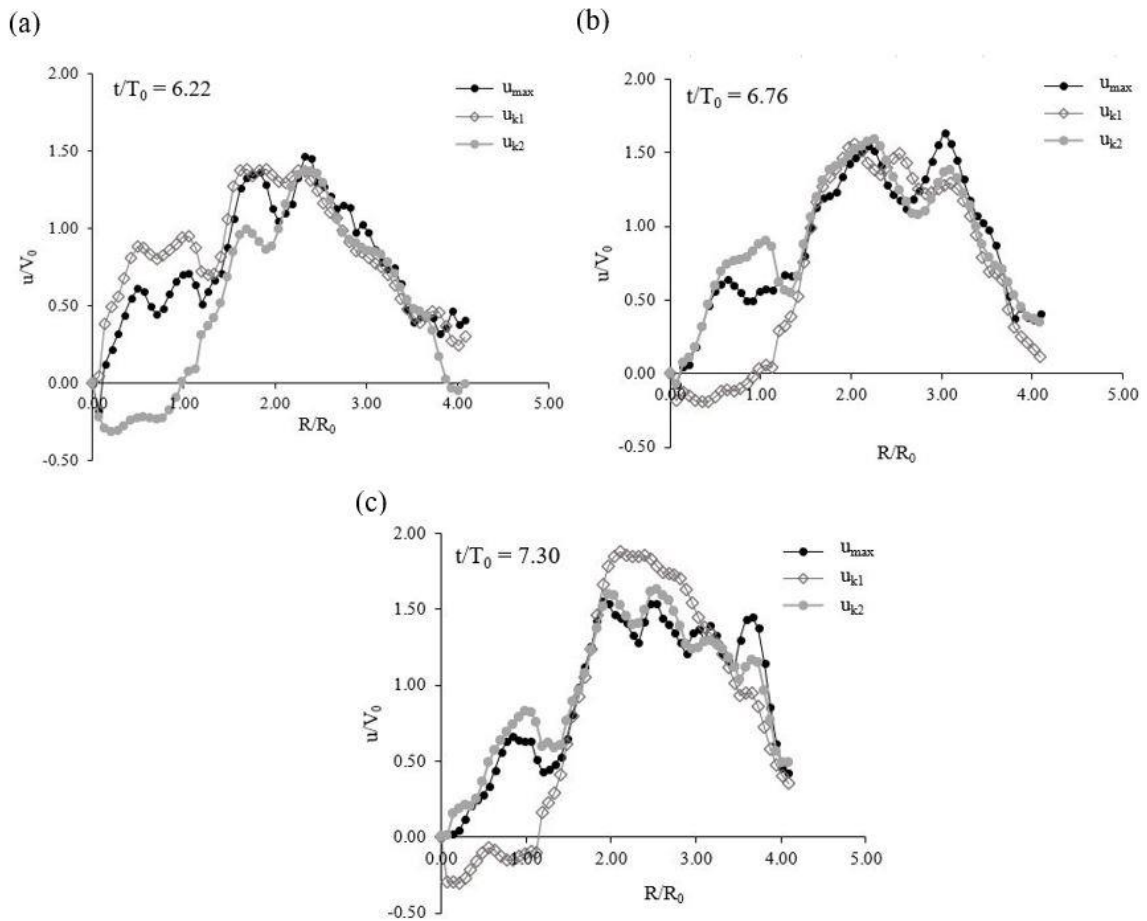 (a)
t/T0 = 6.22
umax
uk1
uk2
2.00
1.50
1.00
0.50
0.00
-0.50
u/V0
0.00
1.00
2.00
3.00
4.00
5.00
R/R0
(b)
t/T0 = 6.76
umax
uk1
uk2
2.00
1.50
1.00
0.50
0.00
-0.50
u/V0
0.00
1.00
2.00
3.00
4.00
5.00
R/R0
(c)
t/T0 = 7.30
umax
uk1
uk2
2.00
1.50
1.00
0.50
0.00
-0.50
u/V0
0.00
1.00
2.00
3.00
4.00
5.00
R/R0